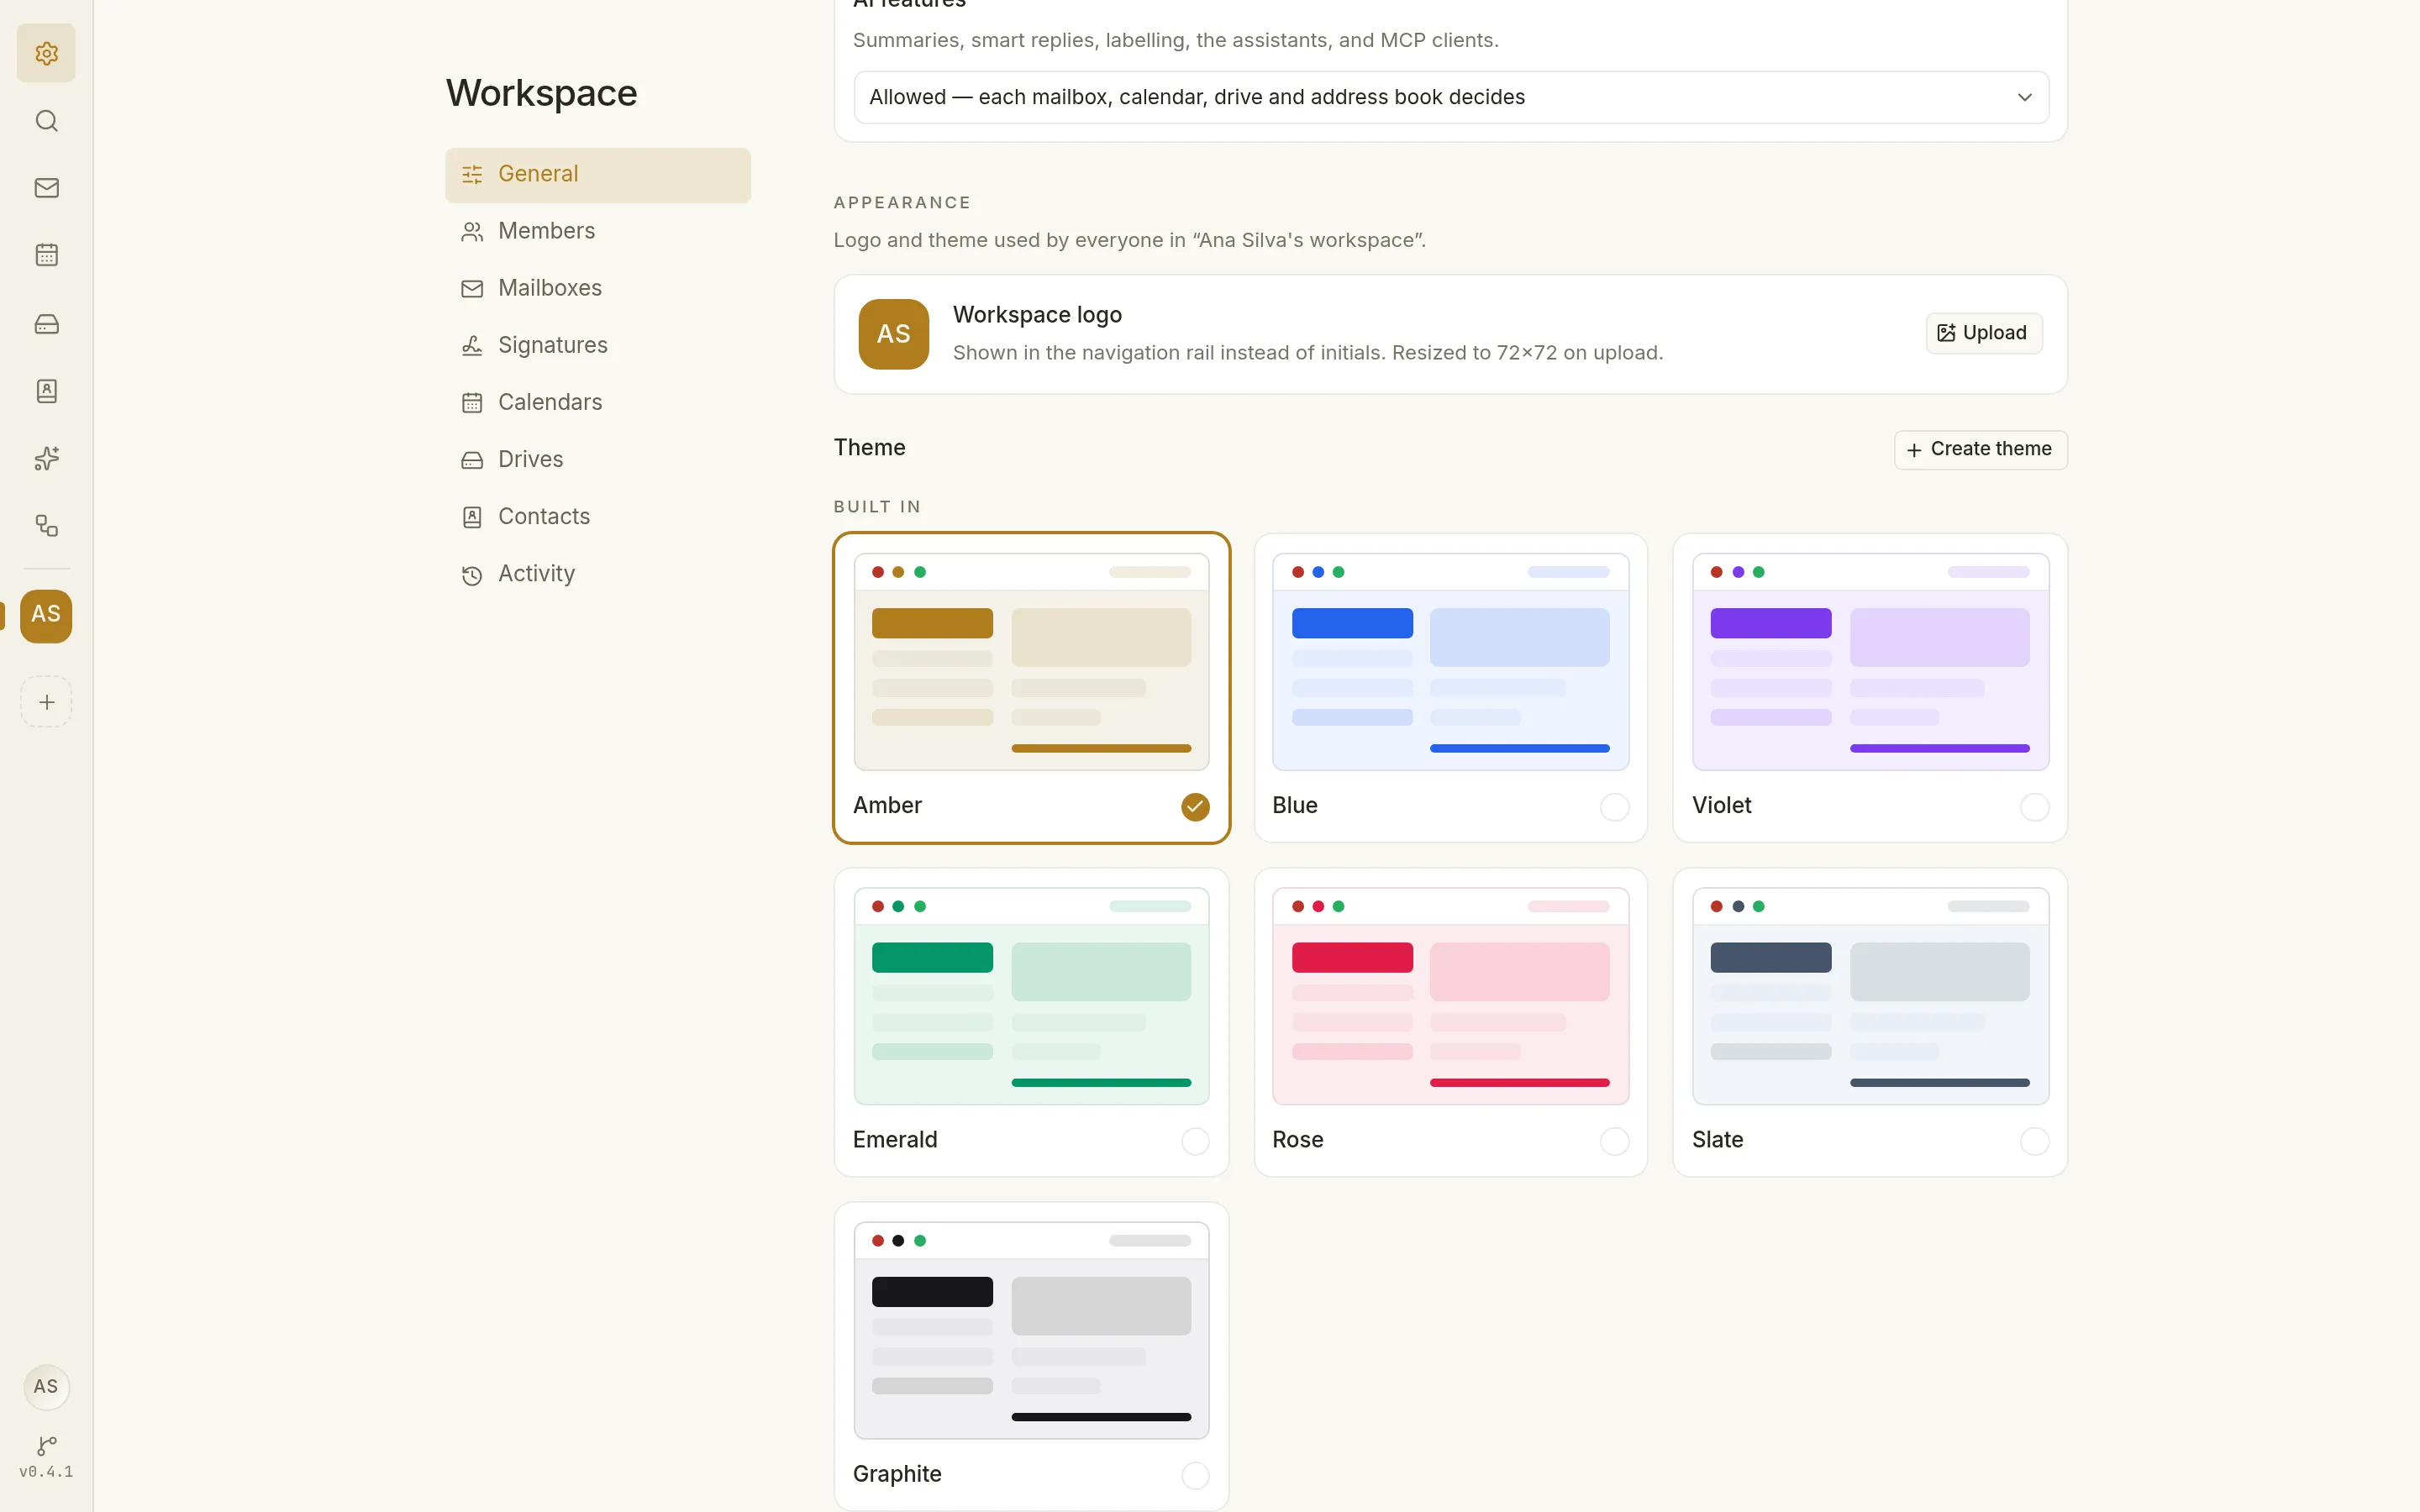 AI features
Summaries, smart replies, labelling, the assistants, and MCP clients.
Allowed — each mailbox, calendar, drive and address book decides
Workspace
General
Members
Mailboxes
Signatures
Calendars
Drives
Contacts
Activity
APPEARANCE
Logo and theme used by everyone in “Ana Silva's workspace”.
AS
Workspace logo
Shown in the navigation rail instead of initials. Resized to 72×72 on upload.
Upload
Theme
Create theme
BUILT IN
Amber
Blue
Violet
Emerald
Rose
Slate
Graphite
AS
AS
v0.4.1